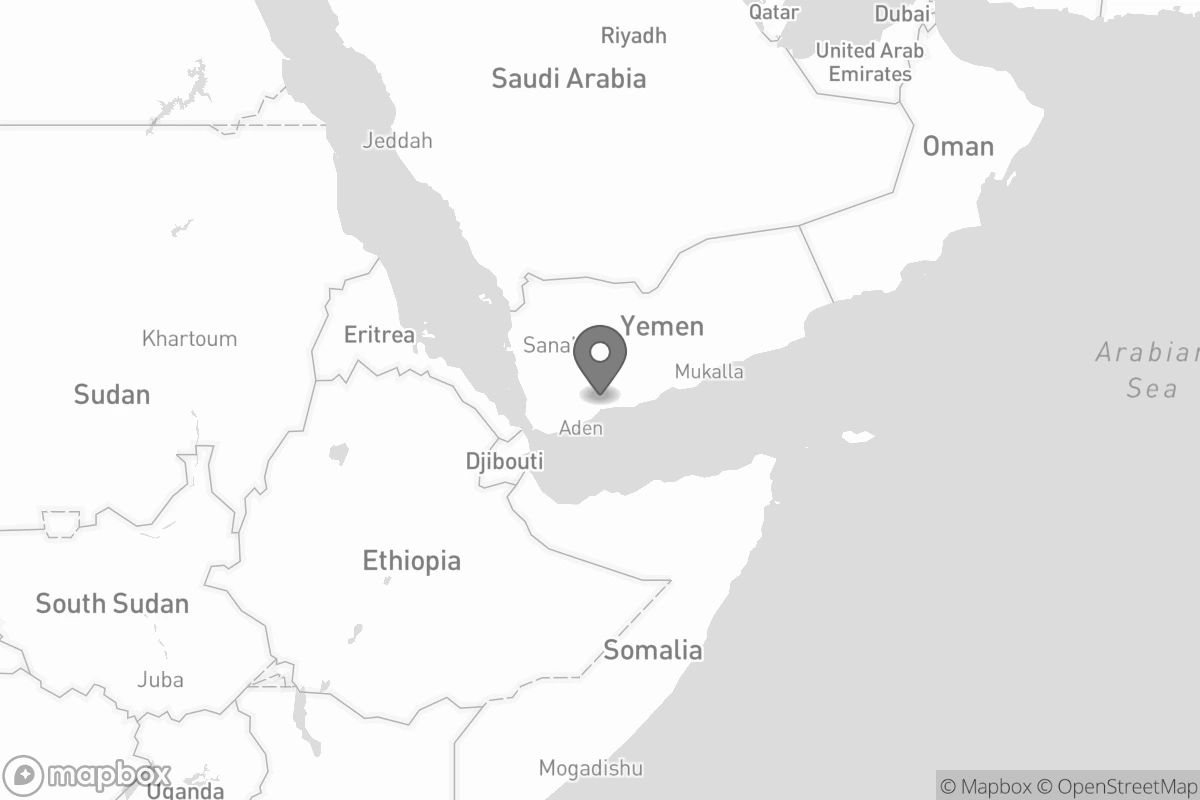 Qatar
Dubai
Riyadh
United Arab
Emirates
Saudi Arabia
Jeddah
Oman
Yemen
Eritrea
Khartoum
Sana
Arabian
Sea
Mukalla
Sudan
Aden
Djibouti
Ethiopia
South Sudan
Somalia
Juba
Mogadishu
mapbox
Uganda
© Mapbox © OpenStreetMap